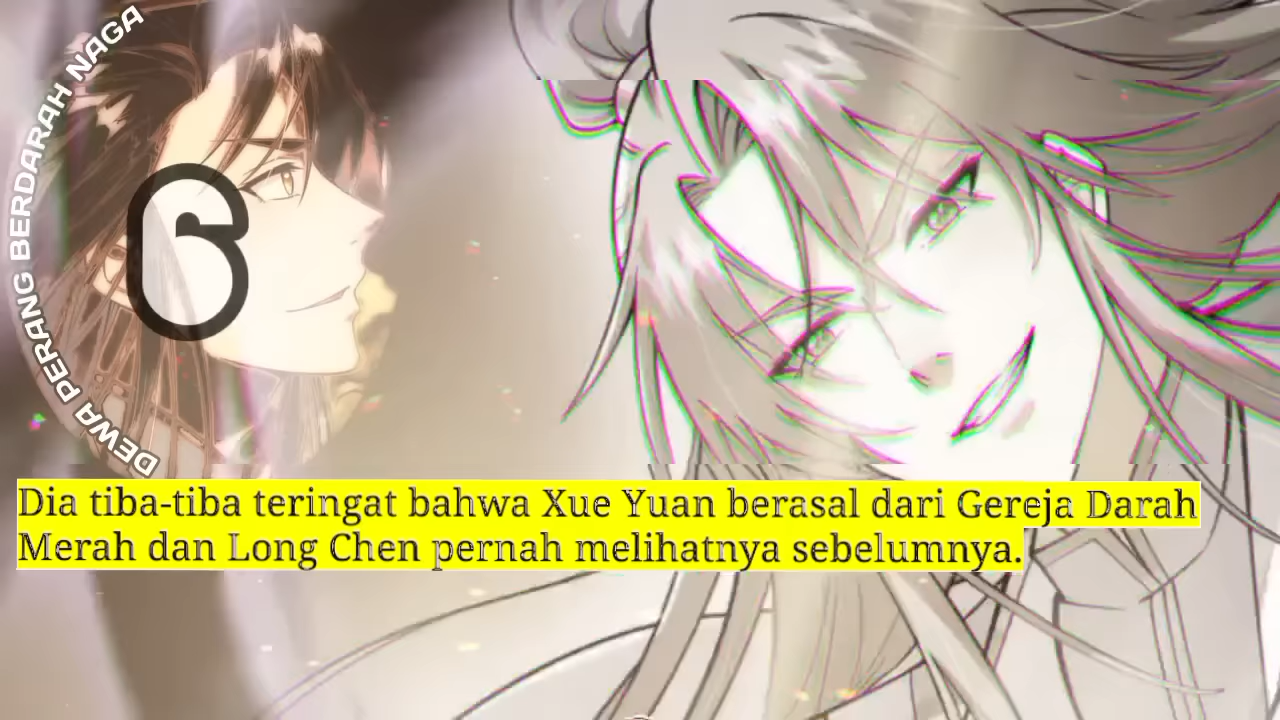 DEWA PERANG BERDARAH NAGA
6
Dia tiba-tiba teringat bahwa Xue Yuan berasal dari Gereja Darah
Merah dan Long Chen pernah melihatnya sebelumnya.